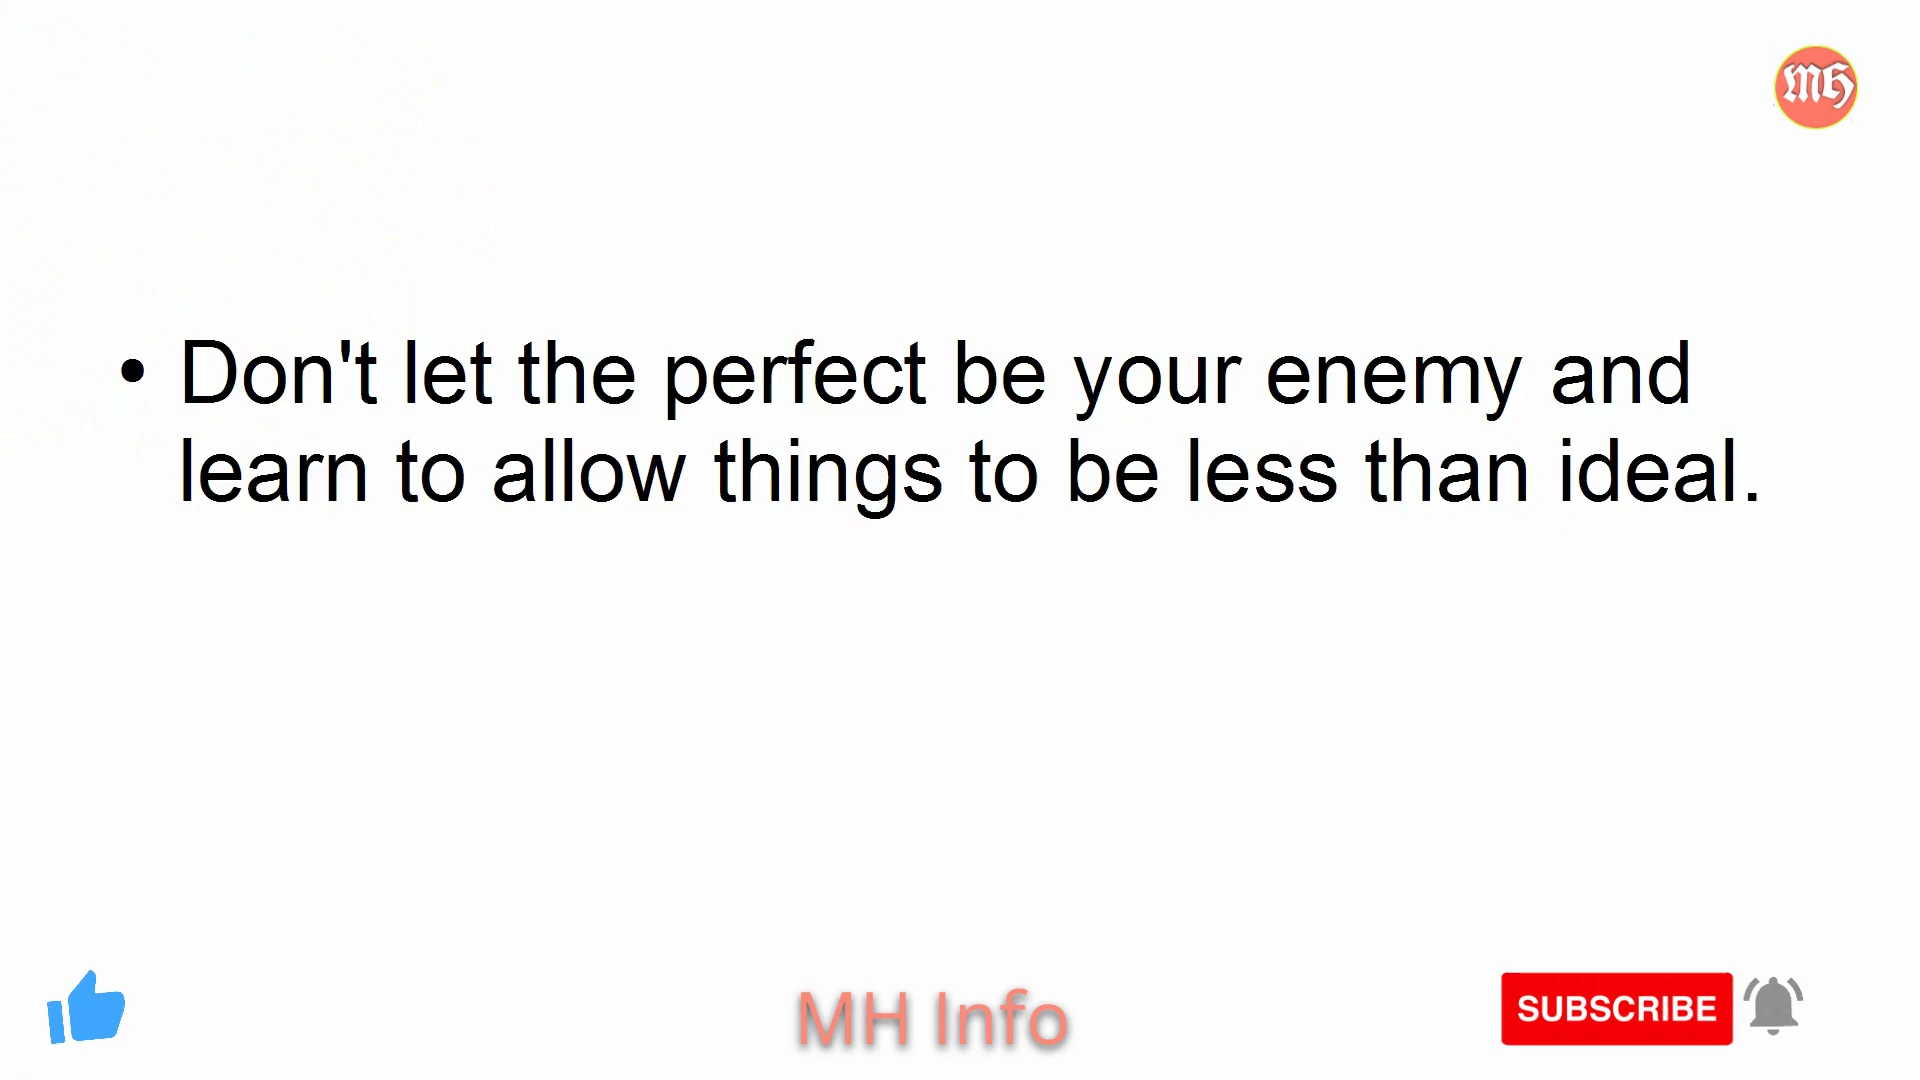 MH
• Don't let the perfect be your enemy and
learn to allow things to be less than ideal.
MH Info
SUBSCRIBE